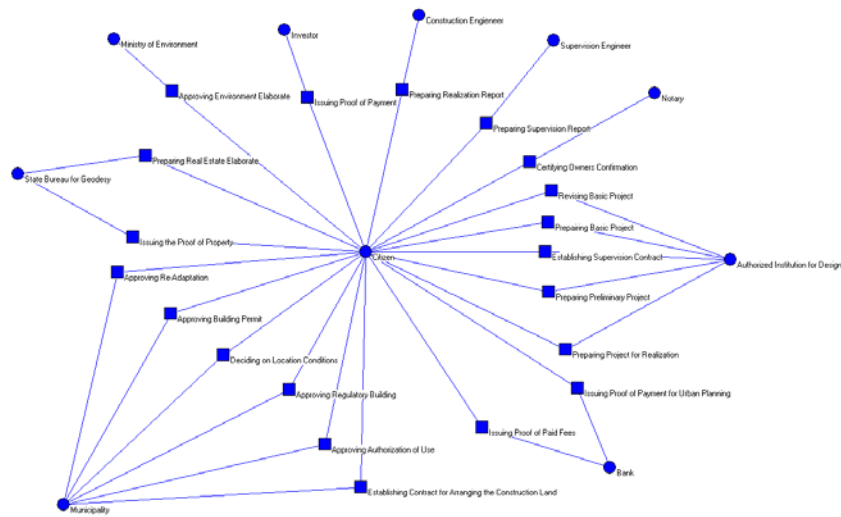 Construction Engieneer
Investor
Ministry of Environment
Supervision Engineer
Approving Environment Elaborate
Issuing Proof of Payment
Preparing Realization Report
Notary
Preparing Supervision Report
Preparing Real Estate Elaborate
Certifying Owners Confirmation
State Bureau for Geodesy
Revising Basic Project
Preparing Basic Project
Issuing the Proof of Property
Citizen
Establishing Supervision Contract
Authorized Institution for Design
Approving Re-Adaptation
Preparing Preliminary Project
Approving Building Permit
Deciding on Location Conditions
Preparing Project for Realization
Approving Regulatory Building
Issuing Proof of Payment for Urban Planning
Issuing Proof of Paid Fees
Approving Authorization of Use
Bank
Establishing Contract for Arranging the Construction Land
Municipality